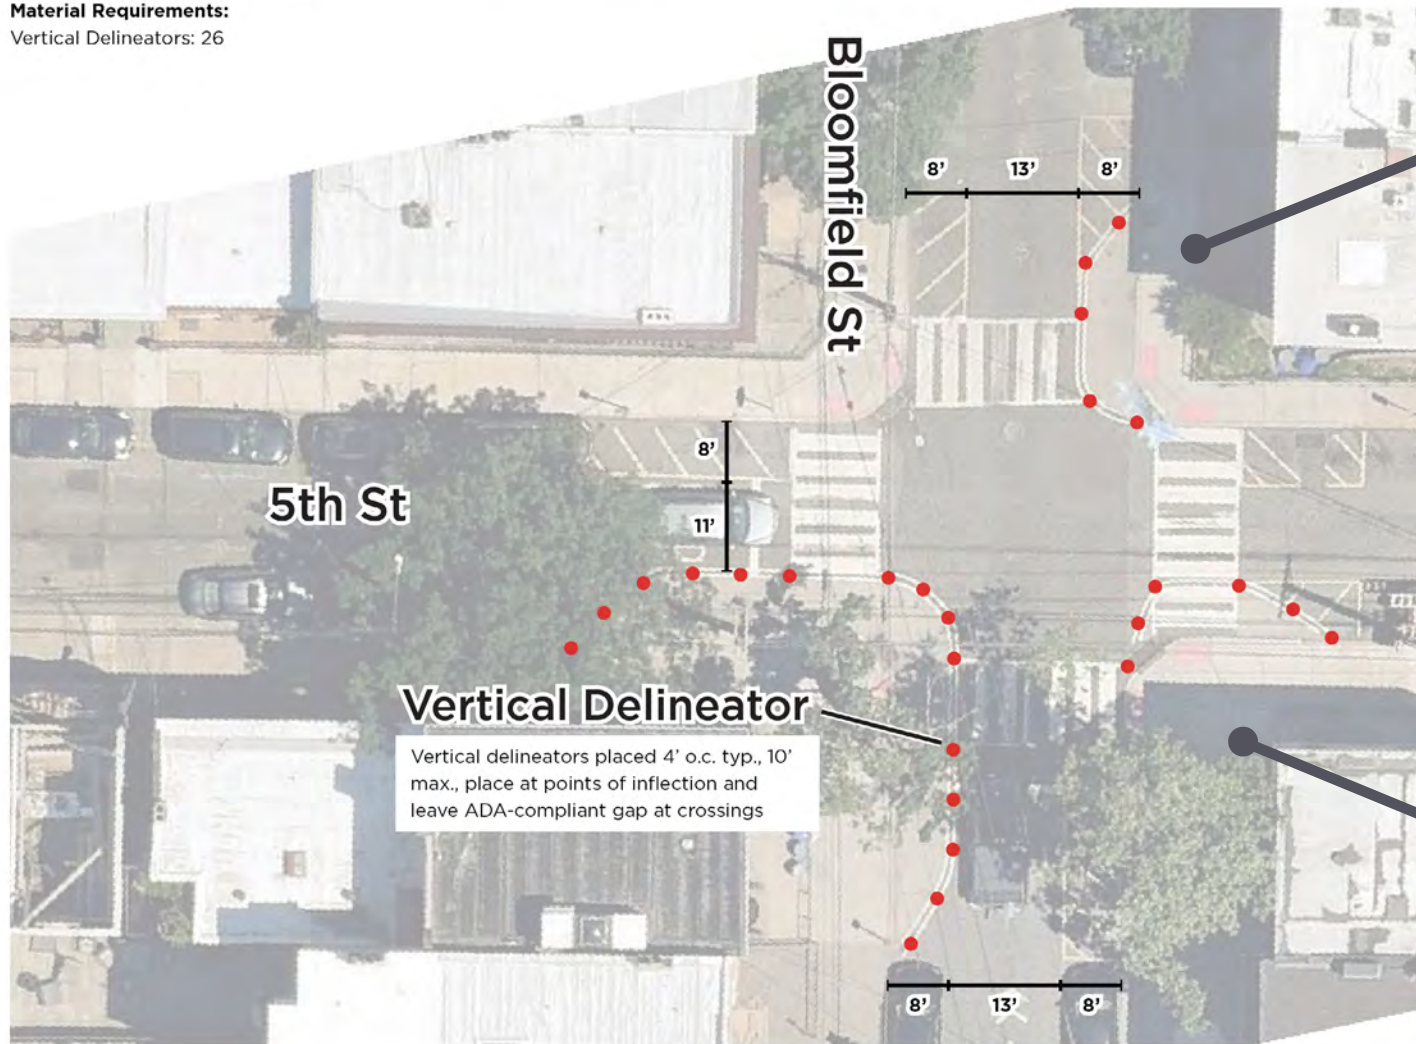 Material Requirements:
Vertical Delineators: 26
Bloomfield St
8'
13'
8'
8'
11'
5th St
Vertical Delineator
Vertical delineators placed 4' o.c. typ., 10'
max., place at points of inflection and
leave ADA-compliant gap at crossings
8'
13'
8'